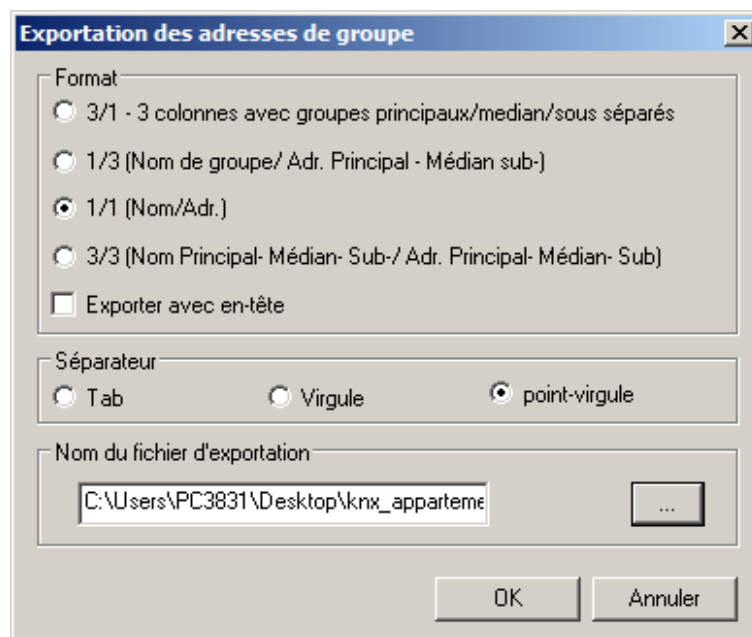 Exportation des adresses de groupe
Format
3/1 - 3 colonnes avec groupes principaux/median/sous séparés
1/3 (Nom de groupe/ Adr. Principal - Médian sub-)
1/1 (Nom/Adr.)
3/3 (Nom Principal- Médian- Sub-/ Adr. Principal- Médian- Sub)
Exporter avec en-tête
Séparateur
Tab Virgule point-virgule
Nom du fichier d'exportation
C:\Users\PC3831\Desktop\knx_apparteme ...
OK Annuler